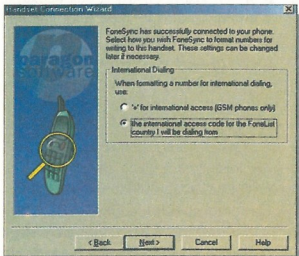 Handset Connection Wizard
FoneSync has successfully connected to your phone.
Select how you wish FoneSync to format numbers for
writing to this handset. These settings can be changed
later if necessary.
paragon
software
International Dialing
When formatting a number for international dialing,
use:
'+' for international access (GSM phones only)
the international access code for the FoneList
country I will be dialing from
< Back
Next >
Cancel
Help